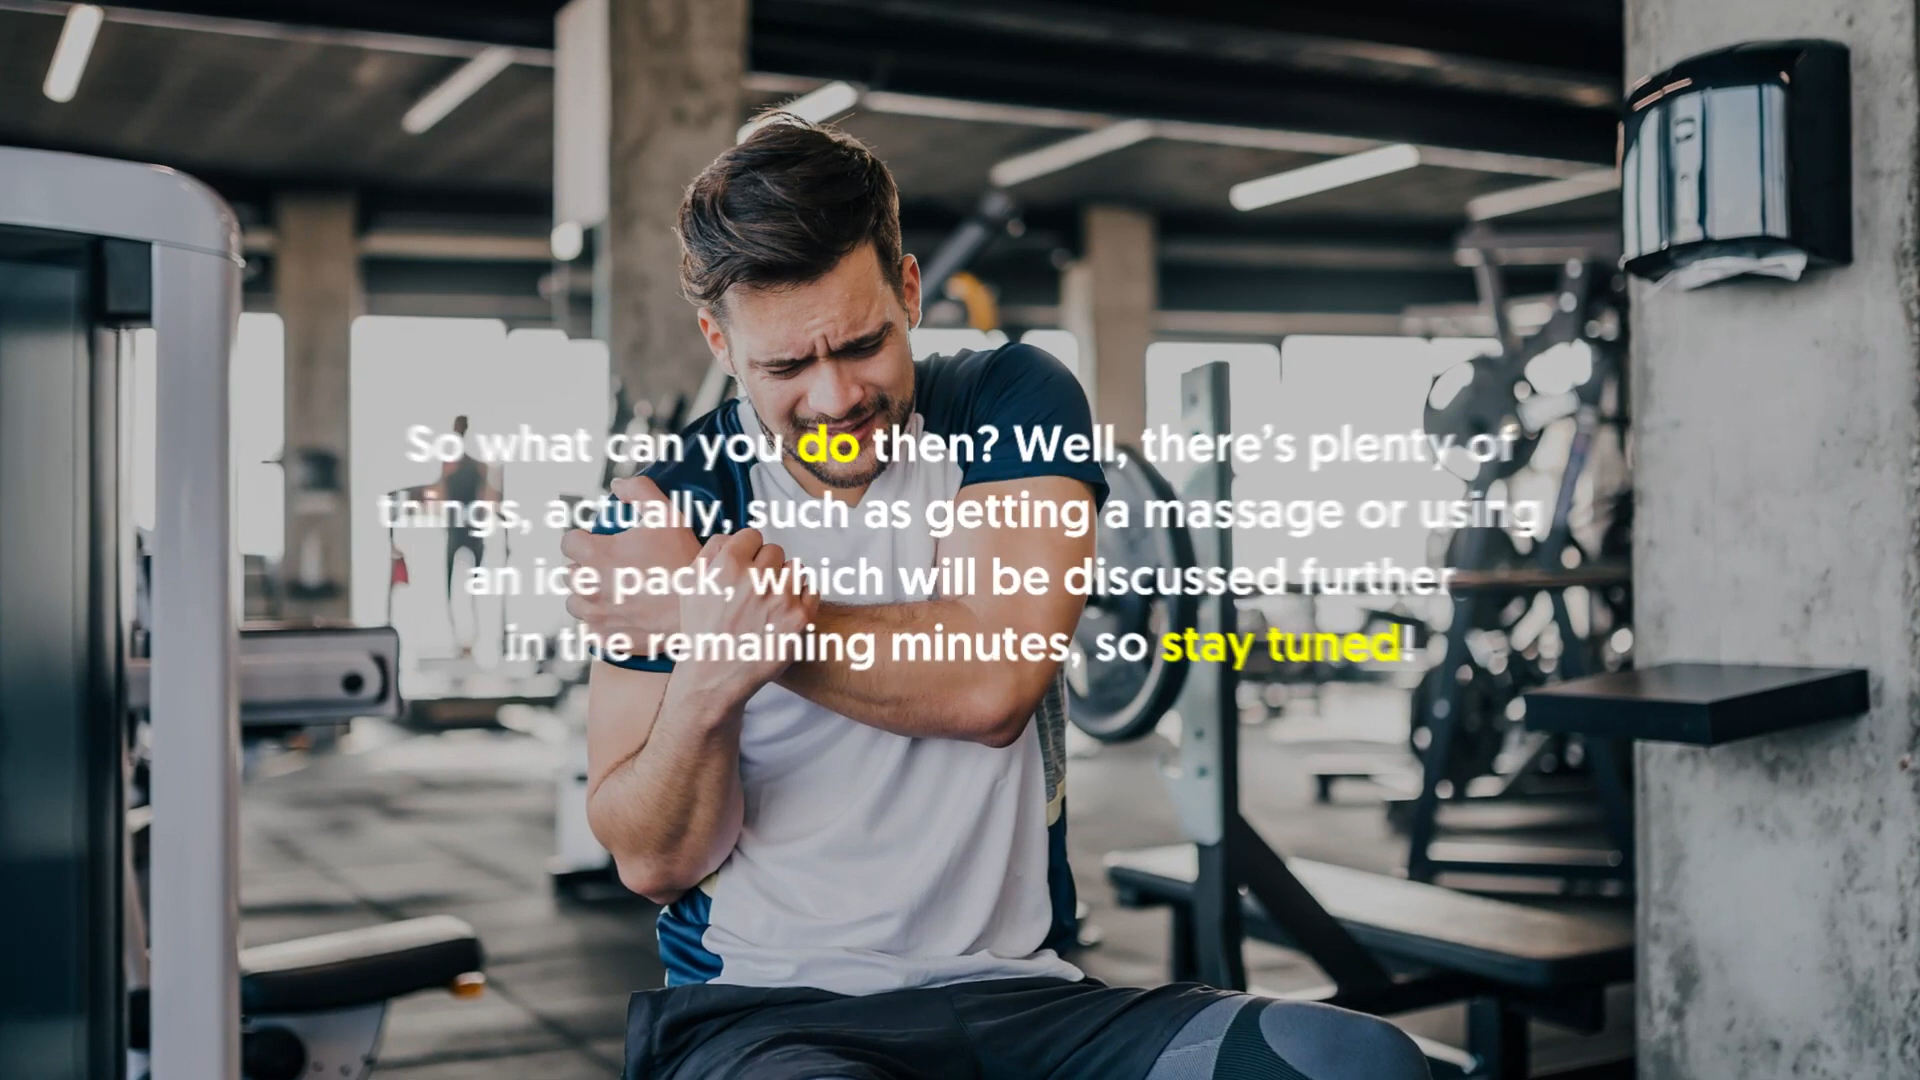 So what can you do then? Well, there's plenty of
things, actually, such as getting a massage or using
an ice pack, which will be discussed further
in the remaining minutes, so stay tuned!